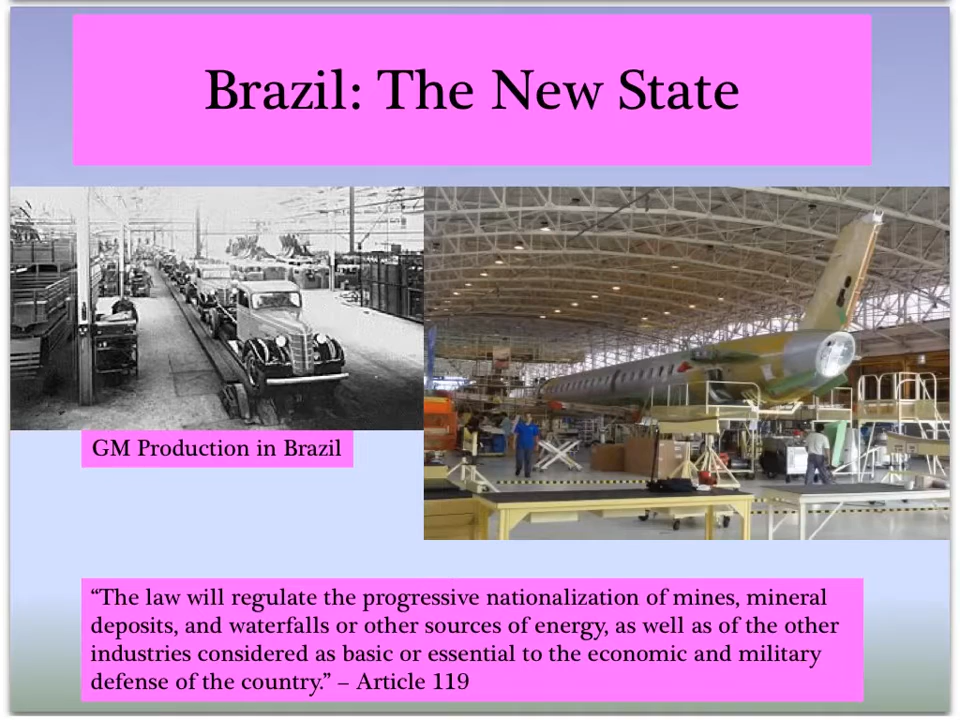 Brazil: The New State
GM Production in Brazil
“The law will regulate the progressive nationalization of mines, mineral
deposits, and waterfalls or other sources of energy, as well as of the other
industries considered as basic or essential to the economic and military
defense of the country.” – Article 119